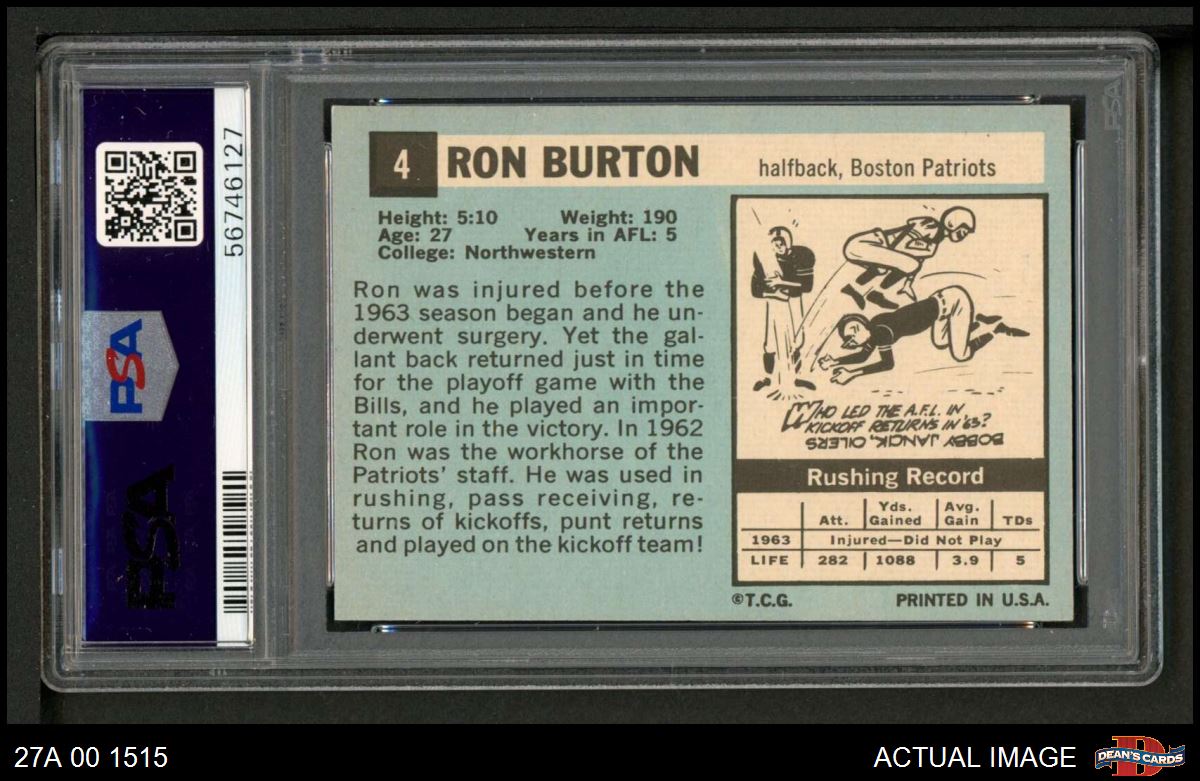 56746127
PSA
PSA
4 RON BURTON halfback, Boston Patriots
Height: 5:10 Weight: 190
Age: 27 Years in AFL: 5
College: Northwestern
Ron was injured before the
1963 season began and he un-
derwent surgery. Yet the gal-
lant back returned just in time
for the playoff game with the
Bills, and he played an impor-
tant role in the victory. In 1962
Ron was the workhorse of the
Patriots' staff. He was used in
rushing, pass receiving, re-
turns of kickoffs, punt returns
and played on the kickoff team!
WHO LED THE A.F.L. IN
KICKOFF RETURNS IN '63?
BOBBY JANCIK, OILERS
Rushing Record
Att. Yds. Gained Avg. Gain TDs
1963 Injured—Did Not Play
LIFE 282 1088 3.9 5
©T.C.G. PRINTED IN U.S.A.
27A 00 1515 ACTUAL IMAGE D DEAN'S CARDS